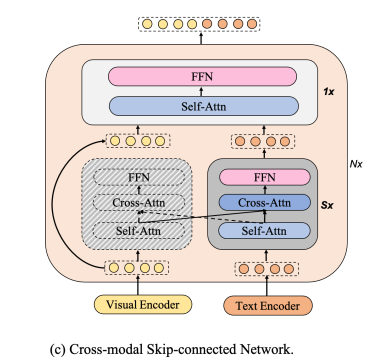 FFN
1x
Self-Attn
Nx
FFN
FFN
Cross-Attn
Cross-Attn
Sx
Self-Attn
Self-Attn
Visual Encoder
Text Encoder
(c) Cross-modal Skip-connected Network.